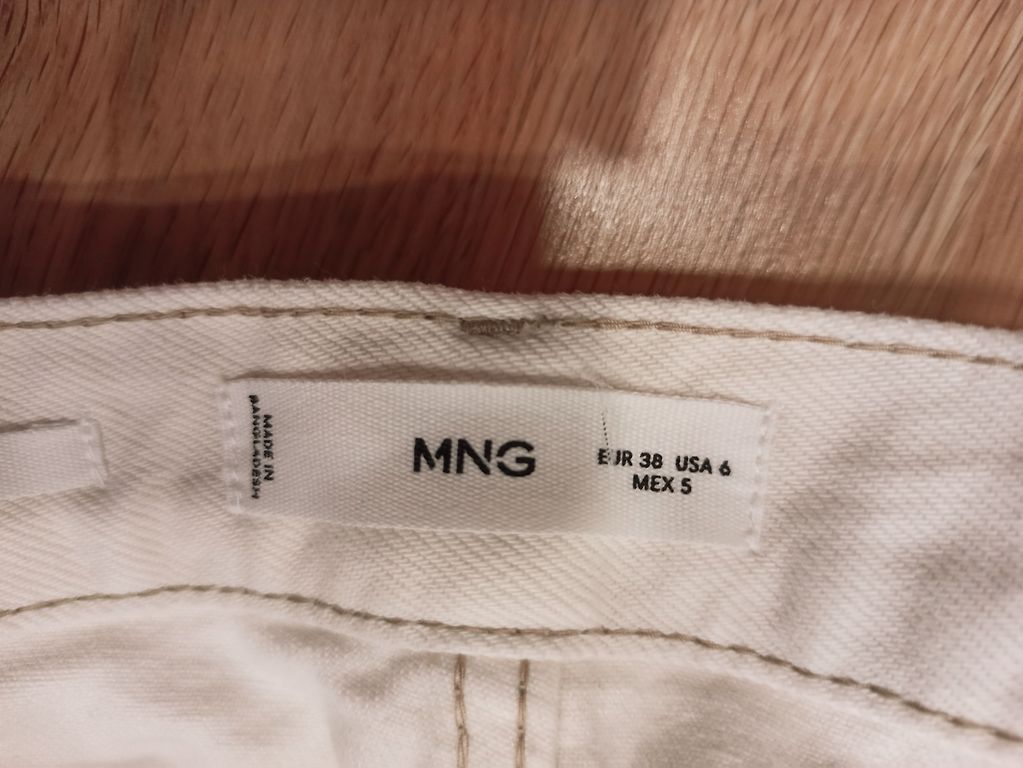 MADE IN
BANGLADESH
MNG
EUR 38 USA 6
MEX 5